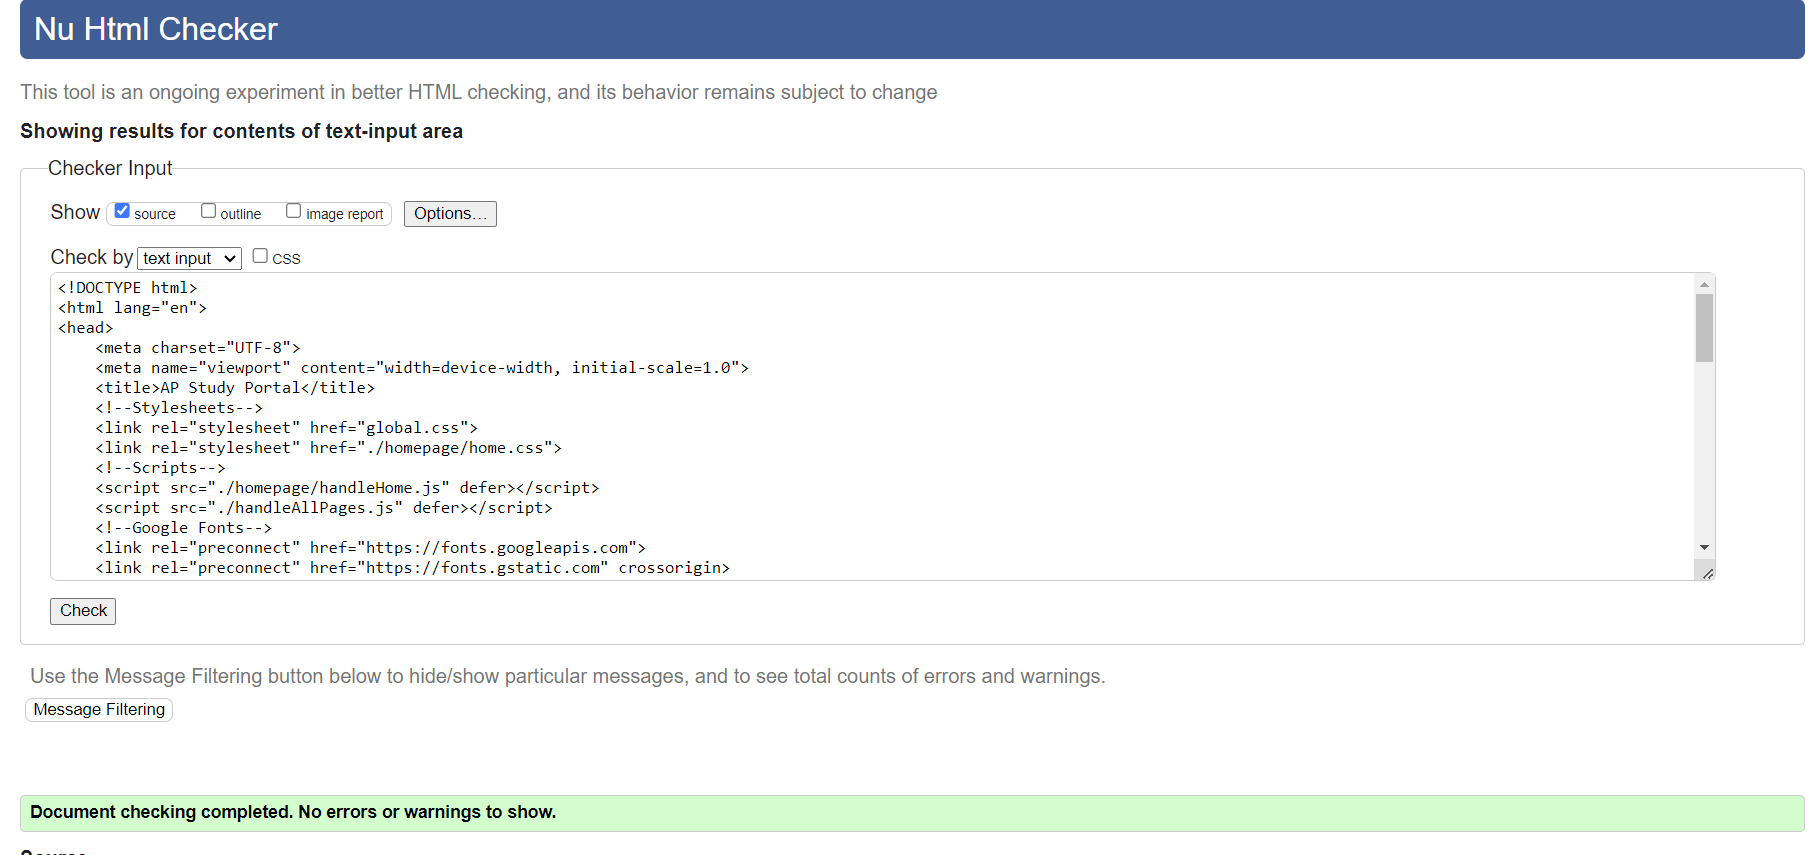 Nu Html Checker
This tool is an ongoing experiment in better HTML checking, and its behavior remains subject to change
Showing results for contents of text-input area
Checker Input
Show source outline image report Options...
Check by text input CSS
<!DOCTYPE html>
<html lang="en">
<head>
    <meta charset="UTF-8">
    <meta name="viewport" content="width=device-width, initial-scale=1.0">
    <title>AP Study Portal</title>
    <!--Stylesheets-->
    <link rel="stylesheet" href="global.css">
    <link rel="stylesheet" href="./homepage/home.css">
    <!--Scripts-->
    <script src="./homepage/handleHome.js" defer></script>
    <script src="./handleAllPages.js" defer></script>
    <!--Google Fonts-->
    <link rel="preconnect" href="https://fonts.googleapis.com">
    <link rel="preconnect" href="https://fonts.gstatic.com" crossorigin>
Check
Use the Message Filtering button below to hide/show particular messages, and to see total counts of errors and warnings.
Message Filtering
Document checking completed. No errors or warnings to show.